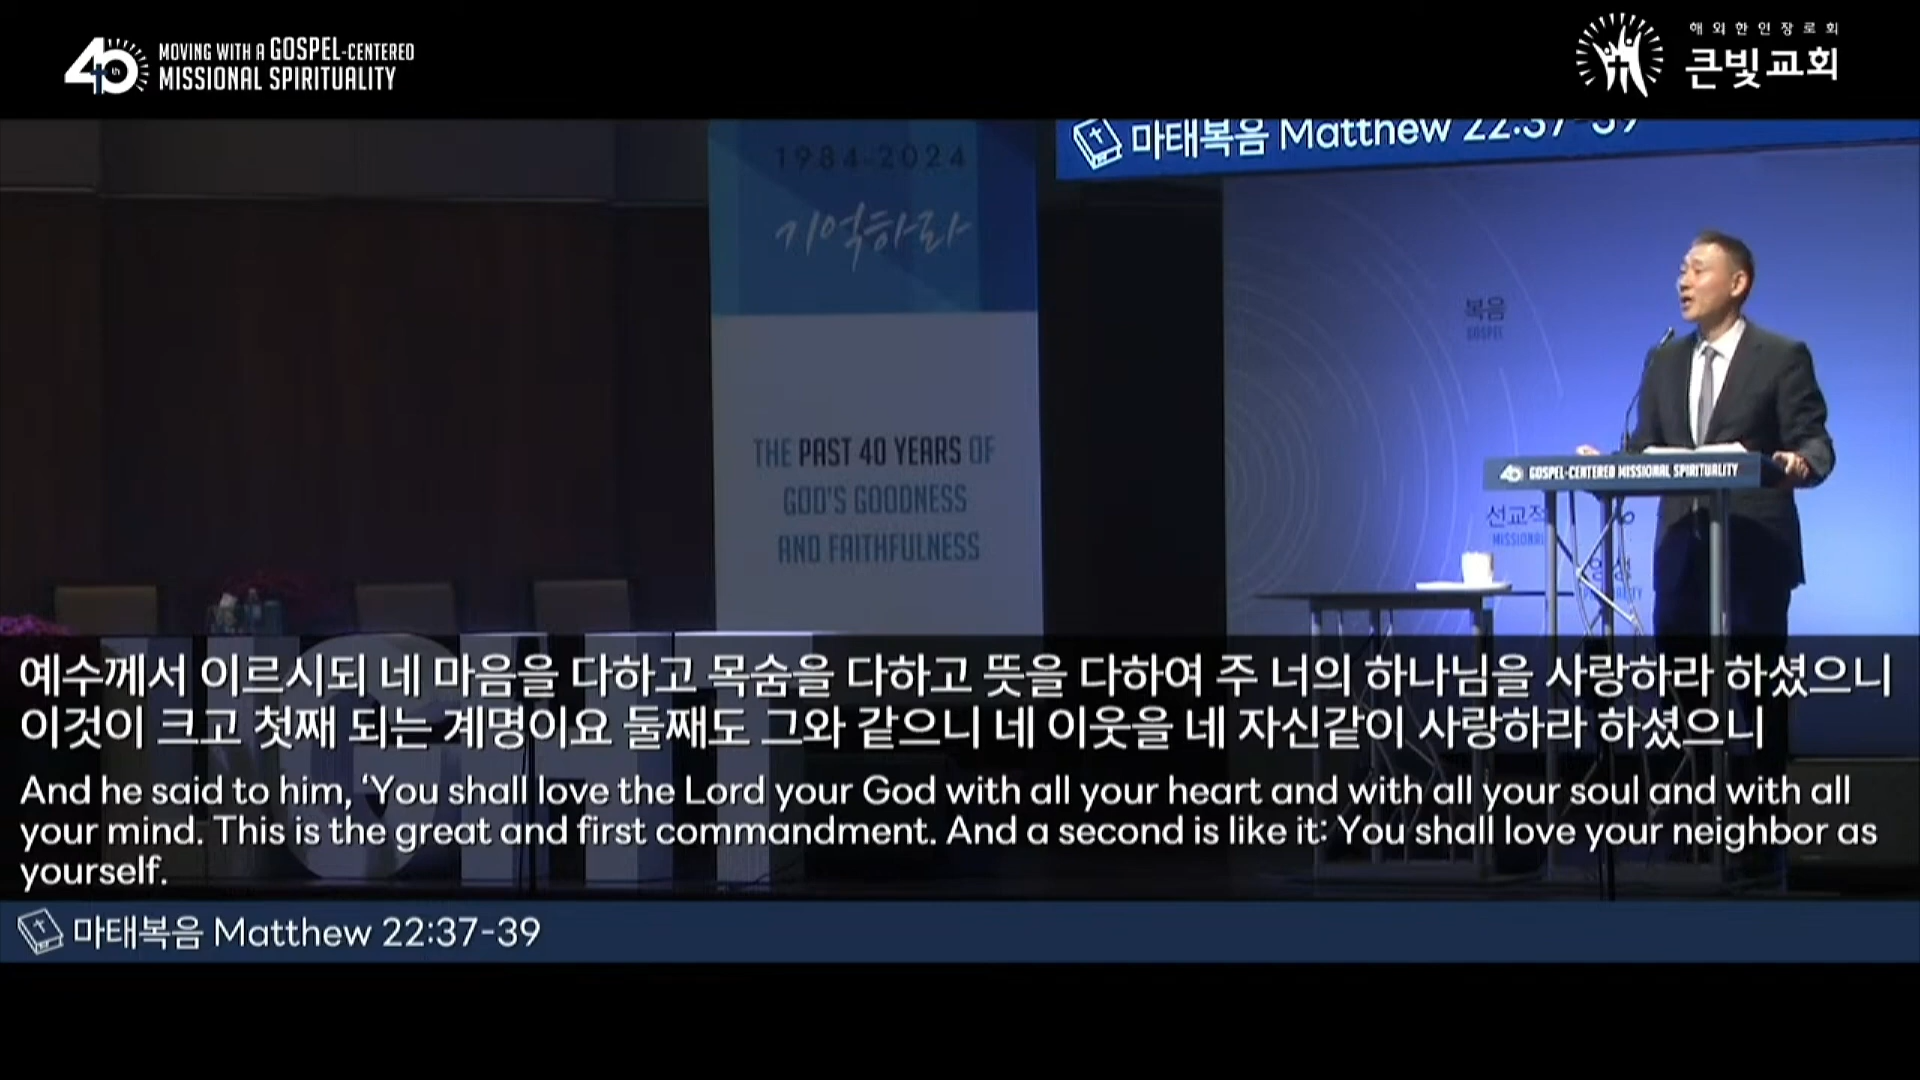 40th
MOVING WITH A GOSPEL-CENTERED
MISSIONAL SPIRITUALITY
해외한인장로회
큰빛교회
마태복음 Matthew 22:37-39
1984-2024
기억하라
THE PAST 40 YEARS OF
GOD'S GOODNESS
AND FAITHFULNESS
복음
GOSPEL
40 GOSPEL-CENTERED MISSIONAL SPIRITUALITY
선교적
MISSIONAL
LIGHT
예수께서 이르시되 네 마음을 다하고 목숨을 다하고 뜻을 다하여 주 너의 하나님을 사랑하라 하셨으니
이것이 크고 첫째 되는 계명이요 둘째도 그와 같으니 네 이웃을 네 자신같이 사랑하라 하셨으니
And he said to him, ‘You shall love the Lord your God with all your heart and with all your soul and with all
your mind. This is the great and first commandment. And a second is like it: You shall love your neighbor as
yourself.
마태복음 Matthew 22:37-39